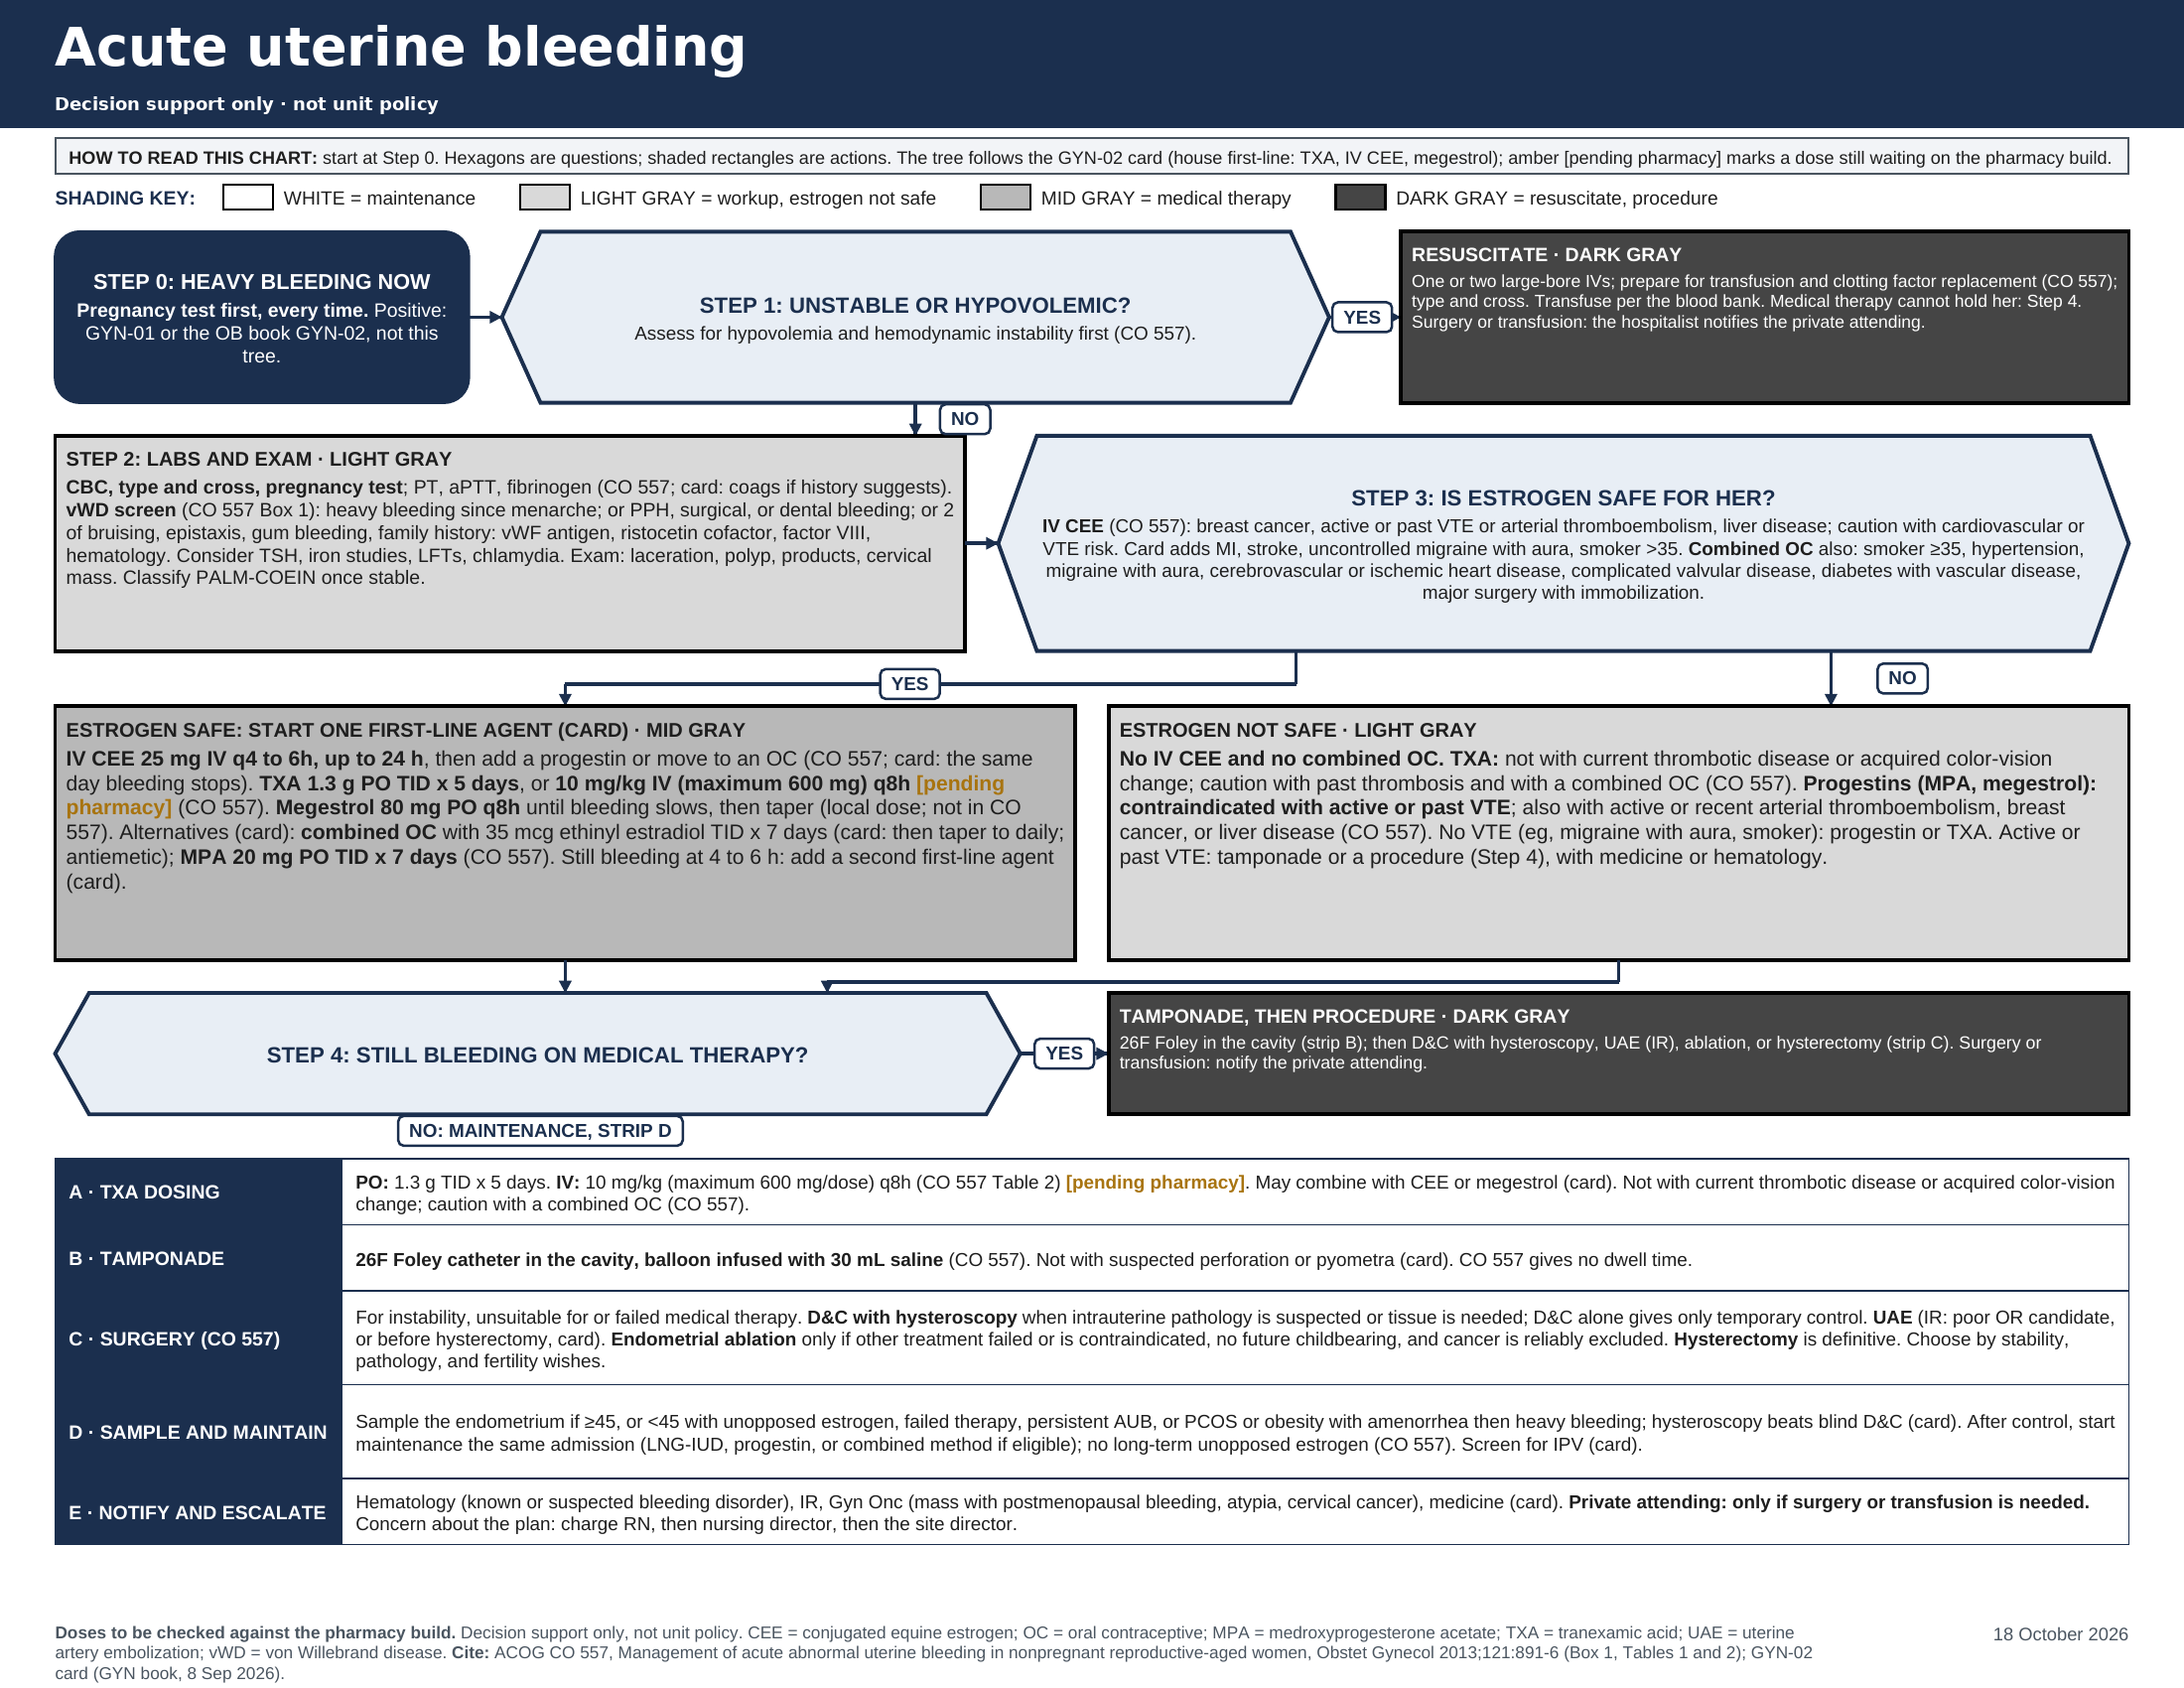 Acute uterine bleeding
Decision support only · not unit policy
HOW TO READ THIS CHART: start at Step 0. Hexagons are questions; shaded rectangles are actions. The tree follows the GYN-02 card (house first-line: TXA, IV CEE, megestrol); amber [pending pharmacy] marks a dose still waiting on the pharmacy build.
SHADING KEY:
WHITE = maintenance
LIGHT GRAY = workup, estrogen not safe
MID GRAY = medical therapy
DARK GRAY = resuscitate, procedure
STEP 0: HEAVY BLEEDING NOW
Pregnancy test first, every time. Positive:
GYN-01 or the OB book GYN-02, not this
tree.
STEP 1: UNSTABLE OR HYPOVOLEMIC?
Assess for hypovolemia and hemodynamic instability first (CO 557).
YES
RESUSCITATE · DARK GRAY
One or two large-bore IVs; prepare for transfusion and clotting factor replacement (CO 557);
type and cross. Transfuse per the blood bank. Medical therapy cannot hold her: Step 4.
Surgery or transfusion: the hospitalist notifies the private attending.
NO
STEP 2: LABS AND EXAM · LIGHT GRAY
CBC, type and cross, pregnancy test; PT, aPTT, fibrinogen (CO 557; card: coags if history suggests).
vWD screen (CO 557 Box 1): heavy bleeding since menarche; or PPH, surgical, or dental bleeding; or 2
of bruising, epistaxis, gum bleeding, family history: vWF antigen, ristocetin cofactor, factor VIII,
hematology. Consider TSH, iron studies, LFTs, chlamydia. Exam: laceration, polyp, products, cervical
mass. Classify PALM-COEIN once stable.
STEP 3: IS ESTROGEN SAFE FOR HER?
IV CEE (CO 557): breast cancer, active or past VTE or arterial thromboembolism, liver disease; caution with cardiovascular or
VTE risk. Card adds MI, stroke, uncontrolled migraine with aura, smoker >35. Combined OC also: smoker ≥35, hypertension,
migraine with aura, cerebrovascular or ischemic heart disease, complicated valvular disease, diabetes with vascular disease,
major surgery with immobilization.
YES
NO
ESTROGEN SAFE: START ONE FIRST-LINE AGENT (CARD) · MID GRAY
IV CEE 25 mg IV q4 to 6h, up to 24 h, then add a progestin or move to an OC (CO 557; card: the same
day bleeding stops). TXA 1.3 g PO TID x 5 days, or 10 mg/kg IV (maximum 600 mg) q8h [pending
pharmacy] (CO 557). Megestrol 80 mg PO q8h until bleeding slows, then taper (local dose; not in CO
557). Alternatives (card): combined OC with 35 mcg ethinyl estradiol TID x 7 days (card: then taper to daily;
antiemetic); MPA 20 mg PO TID x 7 days (CO 557). Still bleeding at 4 to 6 h: add a second first-line agent
(card).
ESTROGEN NOT SAFE · LIGHT GRAY
No IV CEE and no combined OC. TXA: not with current thrombotic disease or acquired color-vision
change; caution with past thrombosis and with a combined OC (CO 557). Progestins (MPA, megestrol):
contraindicated with active or past VTE; also with active or recent arterial thromboembolism, breast
cancer, or liver disease (CO 557). No VTE (eg, migraine with aura, smoker): progestin or TXA. Active or
past VTE: tamponade or a procedure (Step 4), with medicine or hematology.
STEP 4: STILL BLEEDING ON MEDICAL THERAPY?
YES
TAMPONADE, THEN PROCEDURE · DARK GRAY
26F Foley in the cavity (strip B); then D&C with hysteroscopy, UAE (IR), ablation, or hysterectomy (strip C). Surgery or
transfusion: notify the private attending.
NO: MAINTENANCE, STRIP D
A · TXA DOSING
PO: 1.3 g TID x 5 days. IV: 10 mg/kg (maximum 600 mg/dose) q8h (CO 557 Table 2) [pending pharmacy]. May combine with CEE or megestrol (card). Not with current thrombotic disease or acquired color-vision
change; caution with a combined OC (CO 557).
B · TAMPONADE
26F Foley catheter in the cavity, balloon infused with 30 mL saline (CO 557). Not with suspected perforation or pyometra (card). CO 557 gives no dwell time.
C · SURGERY (CO 557)
For instability, unsuitable for or failed medical therapy. D&C with hysteroscopy when intrauterine pathology is suspected or tissue is needed; D&C alone gives only temporary control. UAE (IR: poor OR candidate,
or before hysterectomy, card). Endometrial ablation only if other treatment failed or is contraindicated, no future childbearing, and cancer is reliably excluded. Hysterectomy is definitive. Choose by stability,
pathology, and fertility wishes.
D · SAMPLE AND MAINTAIN
Sample the endometrium if ≥45, or <45 with unopposed estrogen, failed therapy, persistent AUB, or PCOS or obesity with amenorrhea then heavy bleeding; hysteroscopy beats blind D&C (card). After control, start
maintenance the same admission (LNG-IUD, progestin, or combined method if eligible); no long-term unopposed estrogen (CO 557). Screen for IPV (card).
E · NOTIFY AND ESCALATE
Hematology (known or suspected bleeding disorder), IR, Gyn Onc (mass with postmenopausal bleeding, atypia, cervical cancer), medicine (card). Private attending: only if surgery or transfusion is needed.
Concern about the plan: charge RN, then nursing director, then the site director.
Doses to be checked against the pharmacy build. Decision support only, not unit policy. CEE = conjugated equine estrogen; OC = oral contraceptive; MPA = medroxyprogesterone acetate; TXA = tranexamic acid; UAE = uterine
artery embolization; vWD = von Willebrand disease. Cite: ACOG CO 557, Management of acute abnormal uterine bleeding in nonpregnant reproductive-aged women, Obstet Gynecol 2013;121:891-6 (Box 1, Tables 1 and 2); GYN-02
card (GYN book, 8 Sep 2026).
18 October 2026